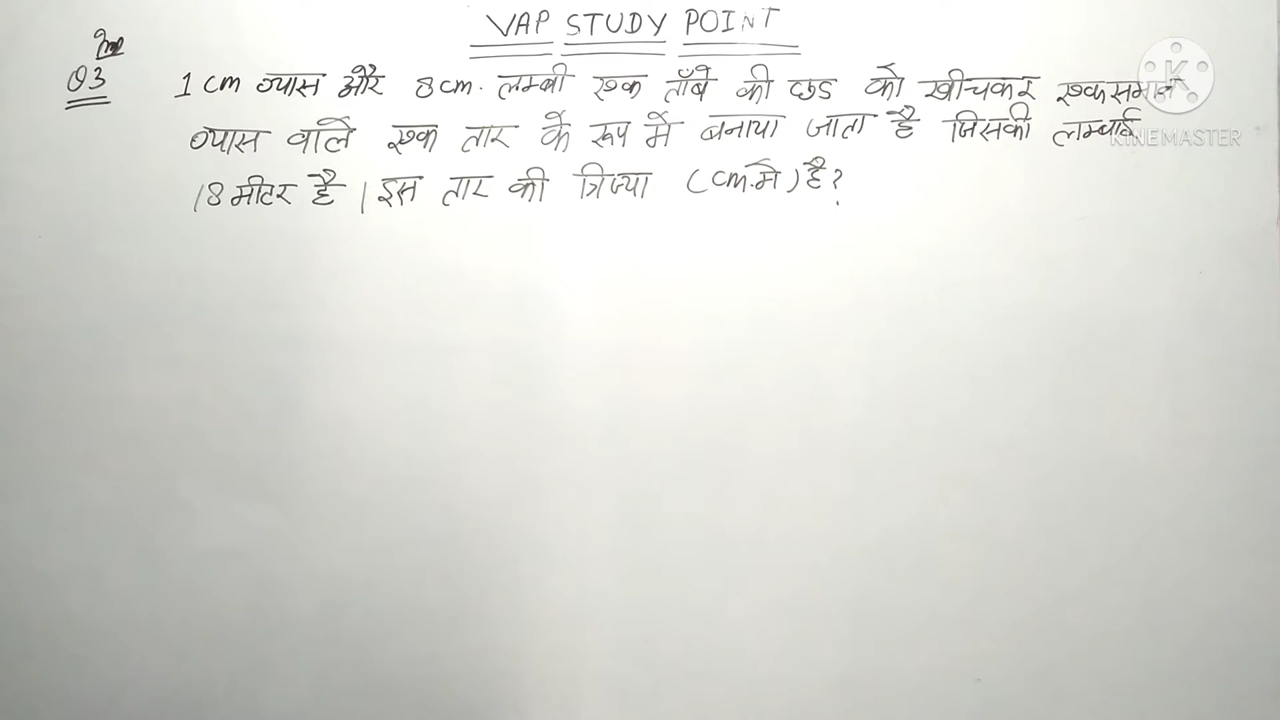 VAP STUDY POINT
Imp
Q3 1 cm व्यास और 8 cm. लम्बी एक ताँबे की छड को खीचकर एकसमान
व्यास वाले एक तार के रूप मे बनाया जाता है जिसकी लम्बाई
18 मीटर है | इस तार की त्रिज्या (cm.मे) है?
K
KINEMASTER